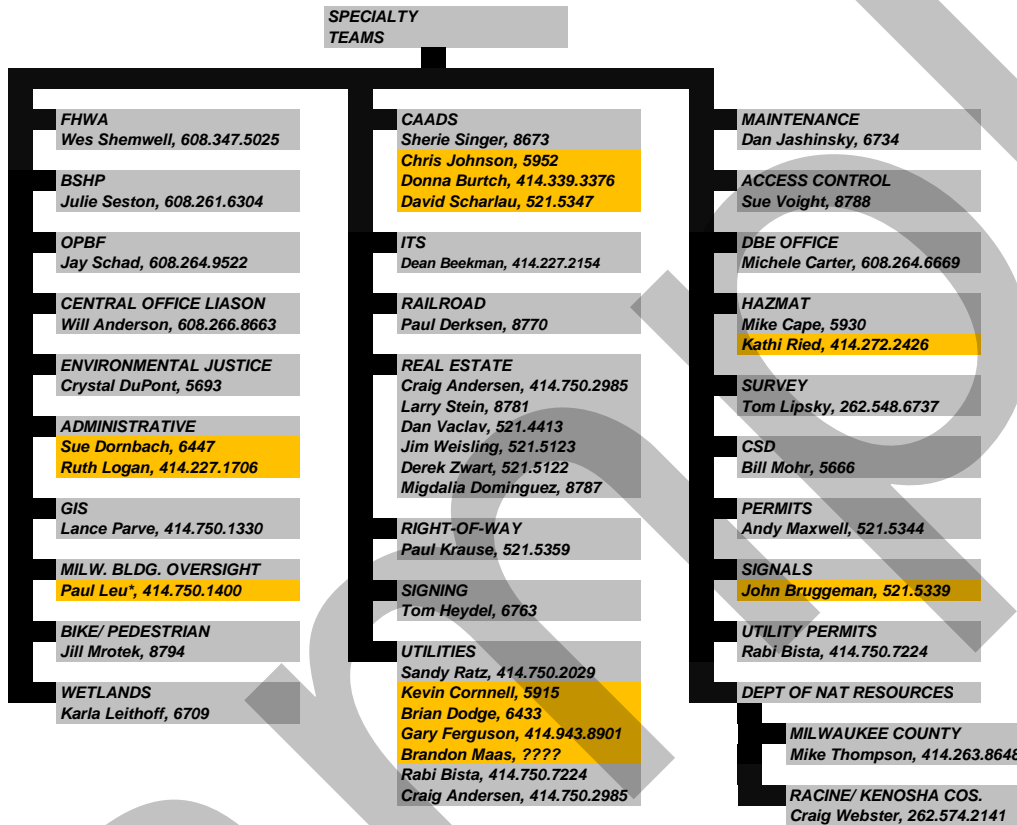 SPECIALTY
TEAMS
FHWA
Wes Shemwell, 608.347.5025
BSHP
Julie Seston, 608.261.6304
OPBF
Jay Schad, 608.264.9522
CENTRAL OFFICE LIASON
Will Anderson, 608.266.8663
ENVIRONMENTAL JUSTICE
Crystal DuPont, 5693
ADMINISTRATIVE
Sue Dornbach, 6447
Ruth Logan, 414.227.1706
GIS
Lance Parve, 414.750.1330
MILW. BLDG. OVERSIGHT
Paul Leu*, 414.750.1400
BIKE/ PEDESTRIAN
Jill Mrotek, 8794
WETLANDS
Karla Leithoff, 6709
CAADS
Sherie Singer, 8673
Chris Johnson, 5952
Donna Burtch, 414.339.3376
David Scharlau, 521.5347
ITS
Dean Beekman, 414.227.2154
RAILROAD
Paul Derksen, 8770
REAL ESTATE
Craig Andersen, 414.750.2985
Larry Stein, 8781
Dan Vaclav, 521.4413
Jim Weisling, 521.5123
Derek Zwart, 521.5122
Migdalia Dominguez, 8787
RIGHT-OF-WAY
Paul Krause, 521.5359
SIGNING
Tom Heydel, 6763
UTILITIES
Sandy Ratz, 414.750.2029
Kevin Cornnell, 5915
Brian Dodge, 6433
Gary Ferguson, 414.943.8901
Brandon Maas, ????
Rabi Bista, 414.750.7224
Craig Andersen, 414.750.2985
MAINTENANCE
Dan Jashinsky, 6734
ACCESS CONTROL
Sue Voight, 8788
DBE OFFICE
Michele Carter, 608.264.6669
HAZMAT
Mike Cape, 5930
Kathi Ried, 414.272.2426
SURVEY
Tom Lipsky, 262.548.6737
CSD
Bill Mohr, 5666
PERMITS
Andy Maxwell, 521.5344
SIGNALS
John Bruggeman, 521.5339
UTILITY PERMITS
Rabi Bista, 414.750.7224
DEPT OF NAT RESOURCES
MILWAUKEE COUNTY
Mike Thompson, 414.263.8648
RACINE/ KENOSHA COS.
Craig Webster, 262.574.2141